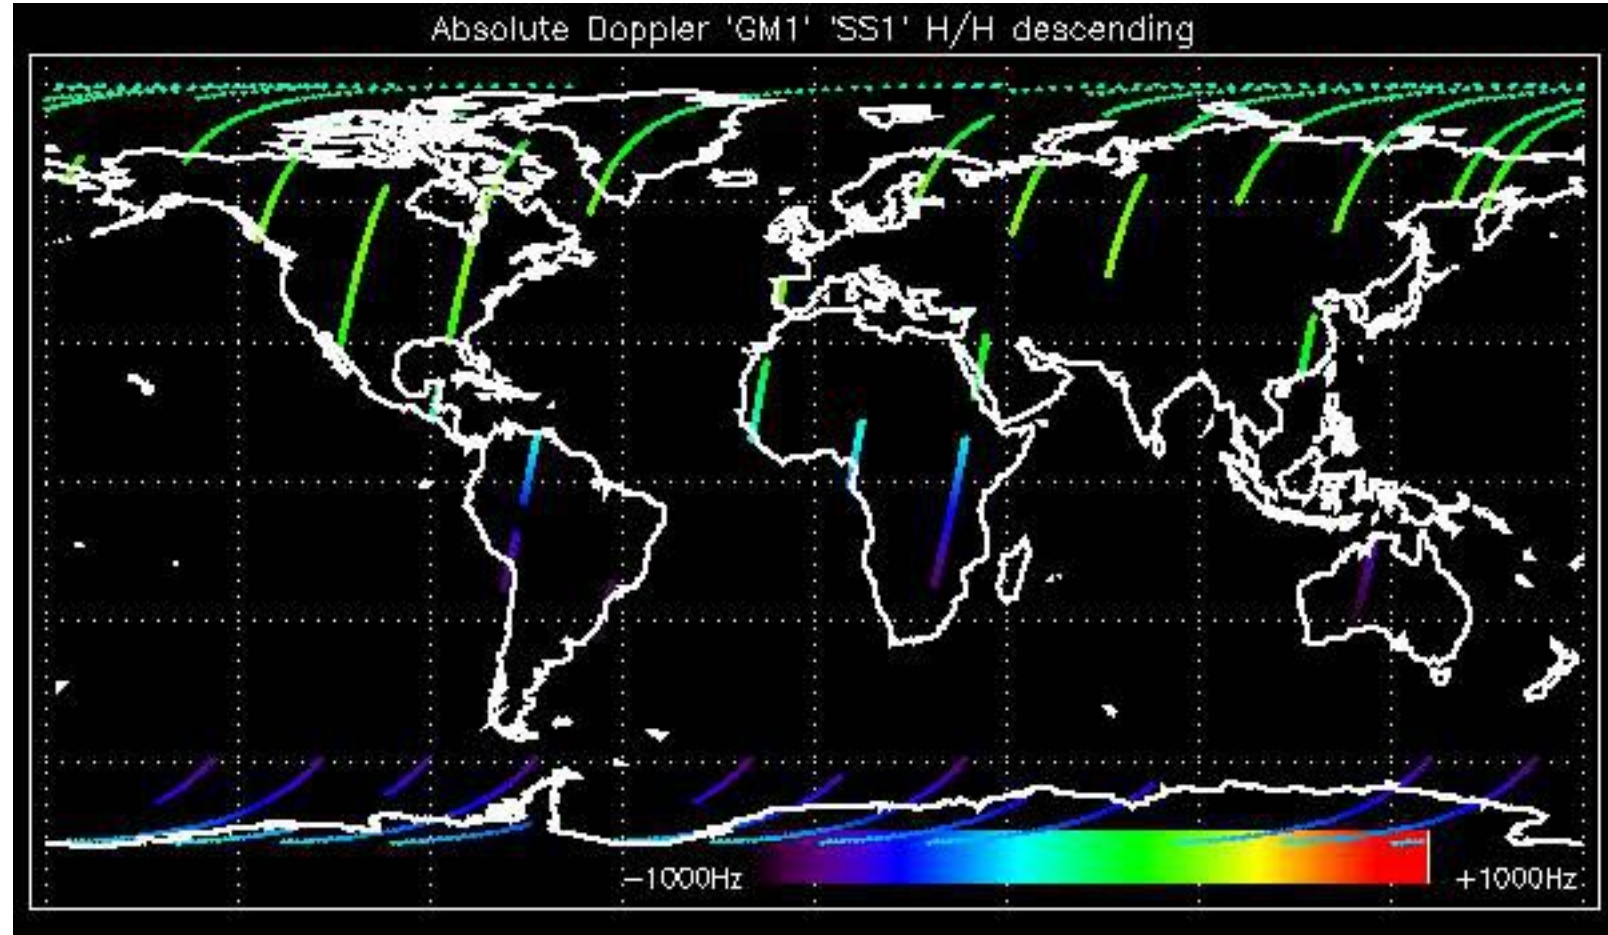 Absolute Doppler 'GM1' 'SS1' H/H descending
−1000Hz
+1000Hz